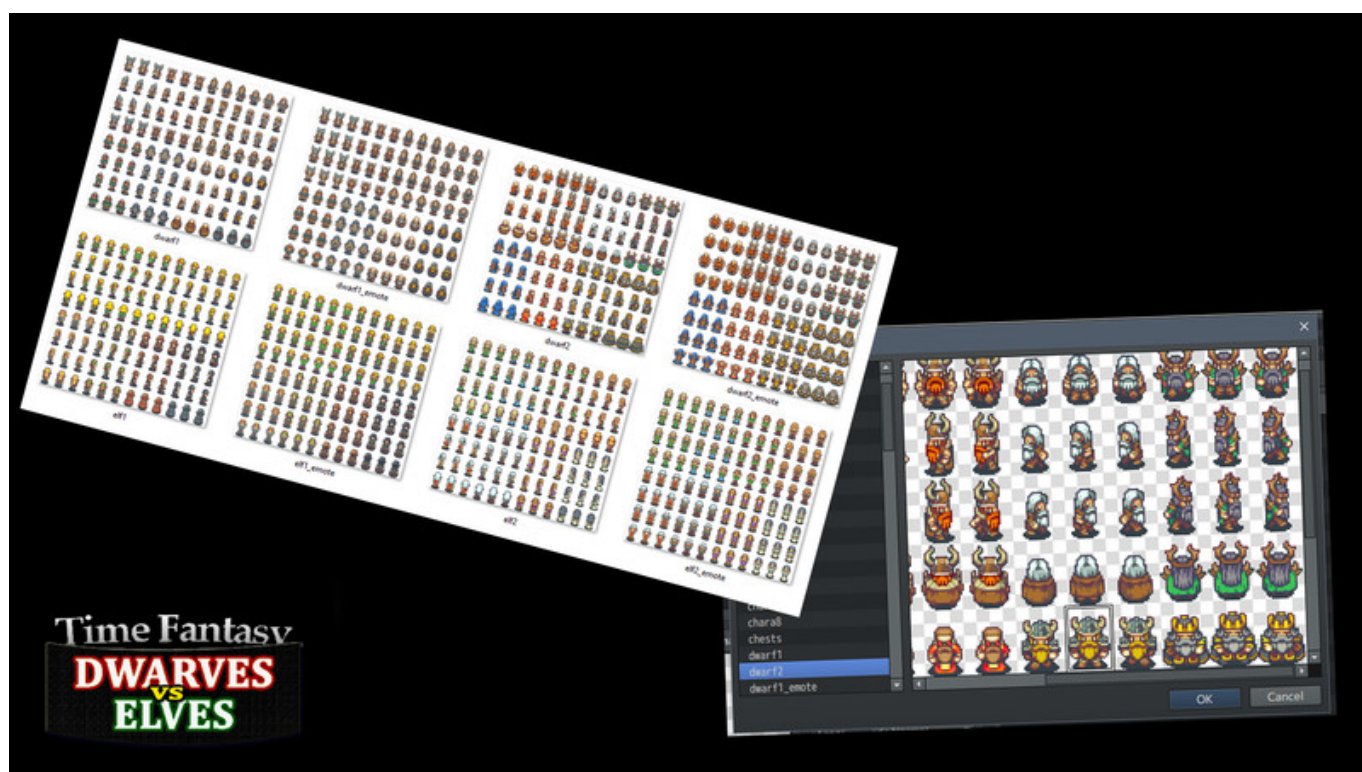 dwarf1
dwarf1_emote
dwarf2
dwarf2_emote
elf1
elf1_emote
elf2
elf2_emote
chara8
chests
dwarf1
dwarf2
dwarf1_emote
OK
Cancel
Time Fantasy
DWARVES
VS
ELVES